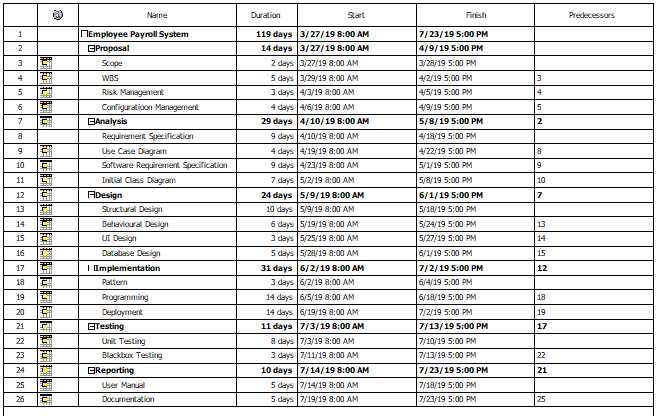 Name Duration Start Finish Predecessors
1 Employee Payroll System 119 days 3/27/19 8:00 AM 7/23/19 5:00 PM
2 Proposal 14 days 3/27/19 8:00 AM 4/9/19 5:00 PM
3 Scope 2 days 3/27/19 8:00 AM 3/28/19 5:00 PM
4 WBS 5 days 3/29/19 8:00 AM 4/2/19 5:00 PM 3
5 Risk Management 3 days 4/3/19 8:00 AM 4/5/19 5:00 PM 4
6 Configuratioon Management 4 days 4/6/19 8:00 AM 4/9/19 5:00 PM 5
7 Analysis 29 days 4/10/19 8:00 AM 5/8/19 5:00 PM 2
8 Requirement Specification 9 days 4/10/19 8:00 AM 4/18/19 5:00 PM
9 Use Case Diagram 4 days 4/19/19 8:00 AM 4/22/19 5:00 PM 8
10 Software Requirement Specification 9 days 4/23/19 8:00 AM 5/1/19 5:00 PM 9
11 Initial Class Diagram 7 days 5/2/19 8:00 AM 5/8/19 5:00 PM 10
12 Design 24 days 5/9/19 8:00 AM 6/1/19 5:00 PM 7
13 Structural Design 10 days 5/9/19 8:00 AM 5/18/19 5:00 PM
14 Behavioural Design 6 days 5/19/19 8:00 AM 5/24/19 5:00 PM 13
15 UI Design 3 days 5/25/19 8:00 AM 5/27/19 5:00 PM 14
16 Database Design 5 days 5/28/19 8:00 AM 6/1/19 5:00 PM 15
17 Implementation 31 days 6/2/19 8:00 AM 7/2/19 5:00 PM 12
18 Pattern 3 days 6/2/19 8:00 AM 6/4/19 5:00 PM
19 Programming 14 days 6/5/19 8:00 AM 6/18/19 5:00 PM 18
20 Deployment 14 days 6/19/19 8:00 AM 7/2/19 5:00 PM 19
21 Testing 11 days 7/3/19 8:00 AM 7/13/19 5:00 PM 17
22 Unit Testing 8 days 7/3/19 8:00 AM 7/10/19 5:00 PM
23 Blackbox Testing 3 days 7/11/19 8:00 AM 7/13/19 5:00 PM 22
24 Reporting 10 days 7/14/19 8:00 AM 7/23/19 5:00 PM 21
25 User Manual 5 days 7/14/19 8:00 AM 7/18/19 5:00 PM
26 Documentation 5 days 7/19/19 8:00 AM 7/23/19 5:00 PM 25